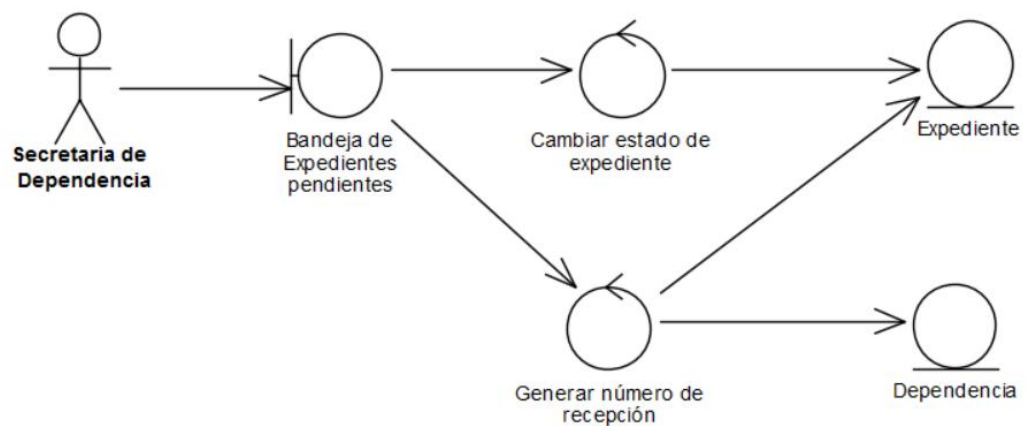 Secretaria de
Dependencia
Bandeja de
Expedientes
pendientes
Cambiar estado de
expediente
Expediente
Generar número de
recepción
Dependencia